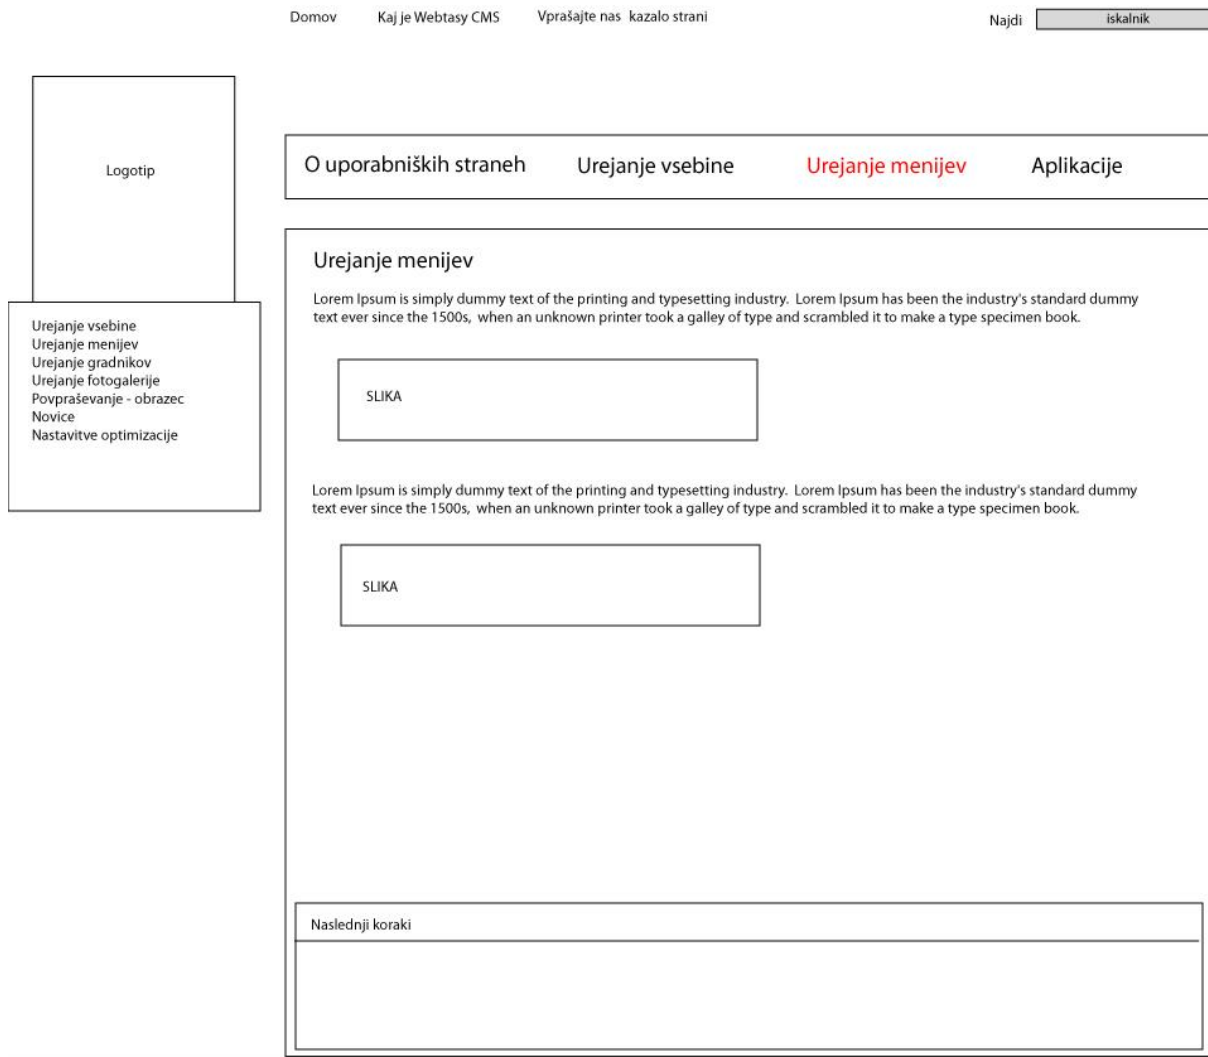 Domov Kaj je Webtasy CMS Vprašajte nas kazalo strani Najdi iskalnik
Logotip
O uporabniških straneh Urejanje vsebine Urejanje menijev Aplikacije
Urejanje vsebine
Urejanje menijev
Urejanje gradnikov
Urejanje fotogalerije
Povpraševanje - obrazec
Novice
Nastavitve optimizacije
Urejanje menijev
Lorem Ipsum is simply dummy text of the printing and typesetting industry. Lorem Ipsum has been the industry's standard dummy
text ever since the 1500s, when an unknown printer took a galley of type and scrambled it to make a type specimen book.
SLIKA
Lorem Ipsum is simply dummy text of the printing and typesetting industry. Lorem Ipsum has been the industry's standard dummy
text ever since the 1500s, when an unknown printer took a galley of type and scrambled it to make a type specimen book.
SLIKA
Naslednji koraki